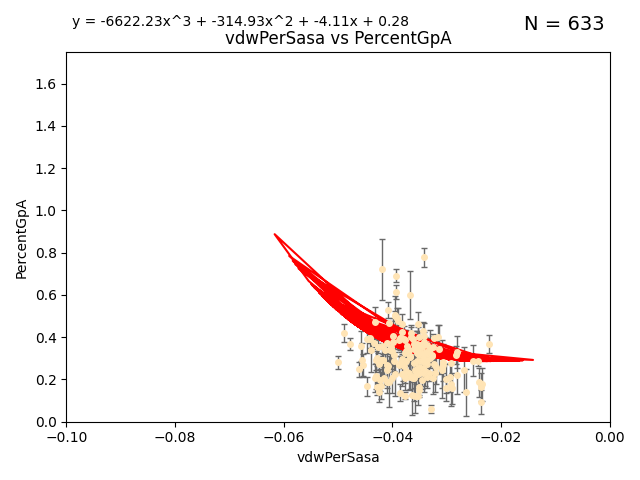 y = -6622.23x^3 + -314.93x^2 + -4.11x + 0.28
N = 633
vdwPerSasa vs PercentGpA
PercentGpA
1.6
1.4
1.2
1.0
0.8
0.6
0.4
0.2
0.0
−0.10 −0.08 −0.06 −0.04 −0.02 0.00
vdwPerSasa